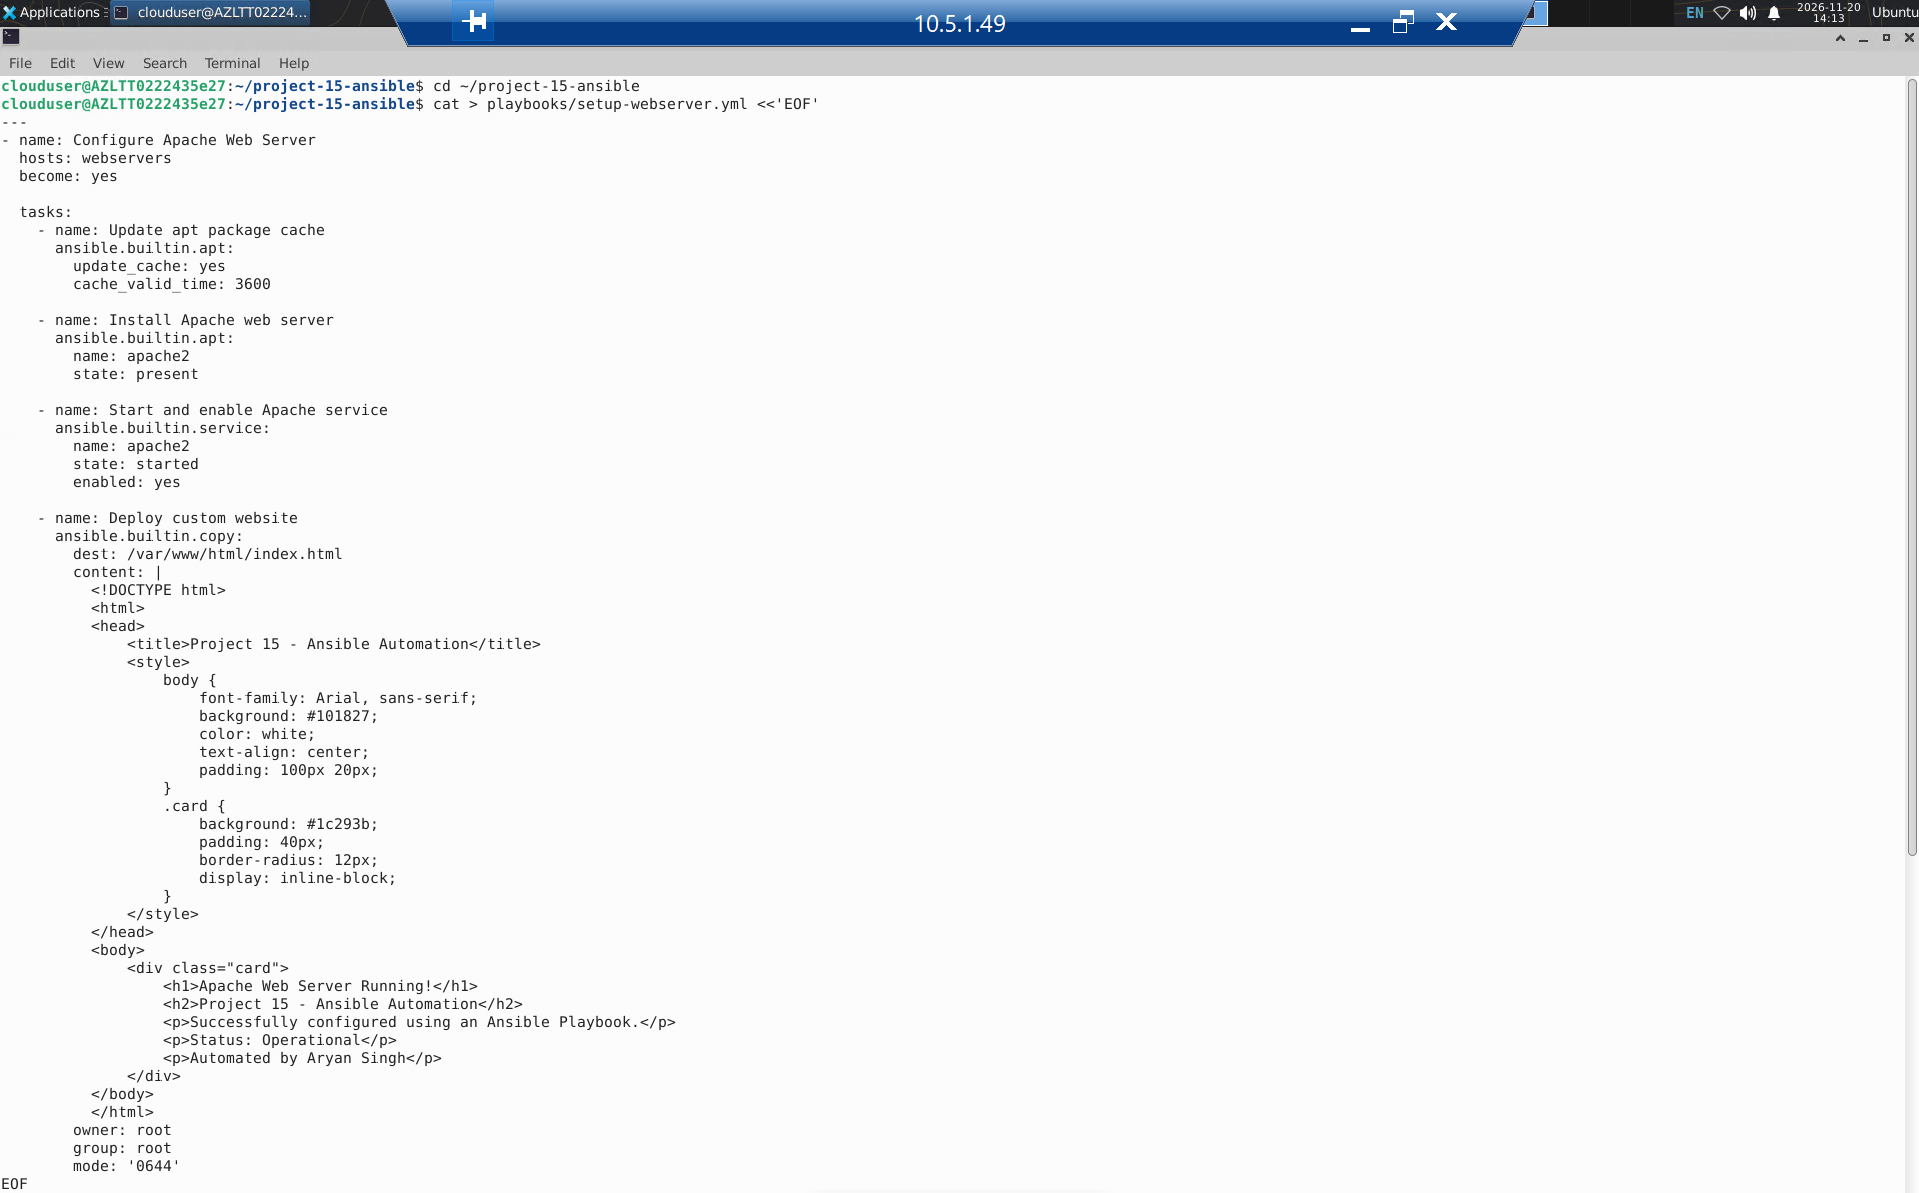 Applications
clouduser@AZLTT02224...
10.5.1.49
EN
2026-11-20
14:13
Ubuntu
File Edit View Search Terminal Help
clouduser@AZLTT0222435e27:~/project-15-ansible$ cd ~/project-15-ansible
clouduser@AZLTT0222435e27:~/project-15-ansible$ cat > playbooks/setup-webserver.yml <<'EOF'
---
- name: Configure Apache Web Server
  hosts: webservers
  become: yes

  tasks:
    - name: Update apt package cache
      ansible.builtin.apt:
        update_cache: yes
        cache_valid_time: 3600

    - name: Install Apache web server
      ansible.builtin.apt:
        name: apache2
        state: present

    - name: Start and enable Apache service
      ansible.builtin.service:
        name: apache2
        state: started
        enabled: yes

    - name: Deploy custom website
      ansible.builtin.copy:
        dest: /var/www/html/index.html
        content: |
          <!DOCTYPE html>
          <html>
          <head>
              <title>Project 15 - Ansible Automation</title>
              <style>
                  body {
                      font-family: Arial, sans-serif;
                      background: #101827;
                      color: white;
                      text-align: center;
                      padding: 100px 20px;
                  }
                  .card {
                      background: #1c293b;
                      padding: 40px;
                      border-radius: 12px;
                      display: inline-block;
                  }
              </style>
          </head>
          <body>
              <div class="card">
                  <h1>Apache Web Server Running!</h1>
                  <h2>Project 15 - Ansible Automation</h2>
                  <p>Successfully configured using an Ansible Playbook.</p>
                  <p>Status: Operational</p>
                  <p>Automated by Aryan Singh</p>
              </div>
          </body>
          </html>
        owner: root
        group: root
        mode: '0644'
EOF